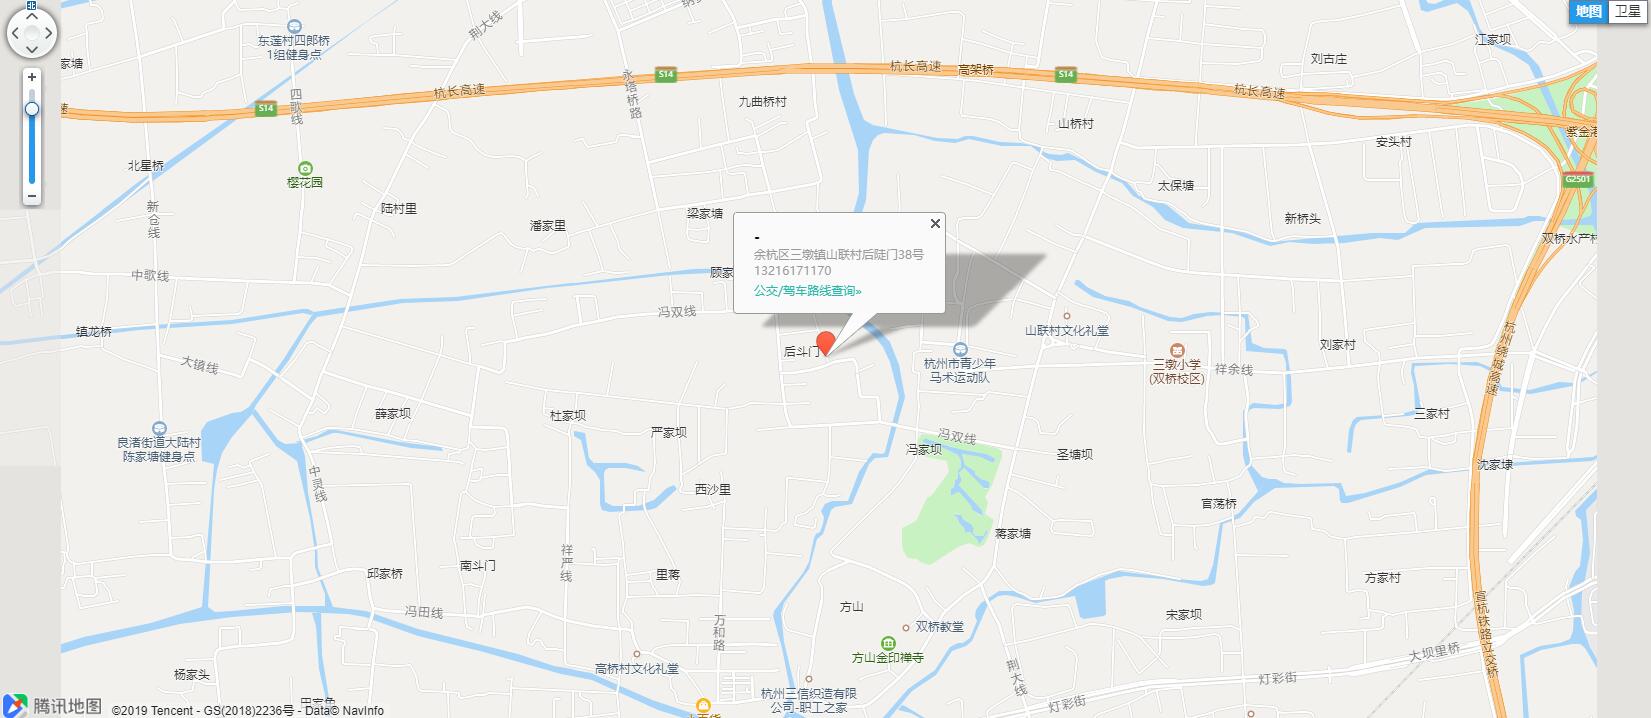 地图 卫星
江家坝
刘古庄
荆大线
东莲村四郎桥
1组健身点
家塘
杭长高速
高架桥
S14
S14
永塔桥路
杭长高速
杭长高速
四歌线
九曲桥村
S14
山桥村
紫金港
安头村
北星桥
樱花园
G2501
太保塘
新仓线
陆村里
梁家塘
新桥头
潘家里
双桥水产村
-
余杭区三墩镇山联村后陡门38号
13216171170
公交/驾车路线查询»
中歌线
顾家
冯双线
镇龙桥
山联村文化礼堂
杭州绕城高速
刘家村
后斗门
大镇线
杭州市青少年
马术运动队
三墩小学
(双桥校区)
祥余线
薛家坝
杜家坝
三家村
严家坝
冯双线
良渚街道大陆村
陈家塘健身点
冯家坝
圣塘坝
沈家埭
中灵线
西沙里
官荡桥
蒋家塘
祥严线
南斗门
邱家桥
里蒋
方家村
冯田线
方山
宋家坝
宣杭铁路立交桥
万和路
双桥教堂
大坝里桥
方山金印禅寺
高桥村文化礼堂
杨家头
荆大线
灯彩街
杭州三信织造有限
公司-职工之家
灯彩街
腾讯地图
©2019 Tencent - GS(2018)2236号 - Data© NavInfo